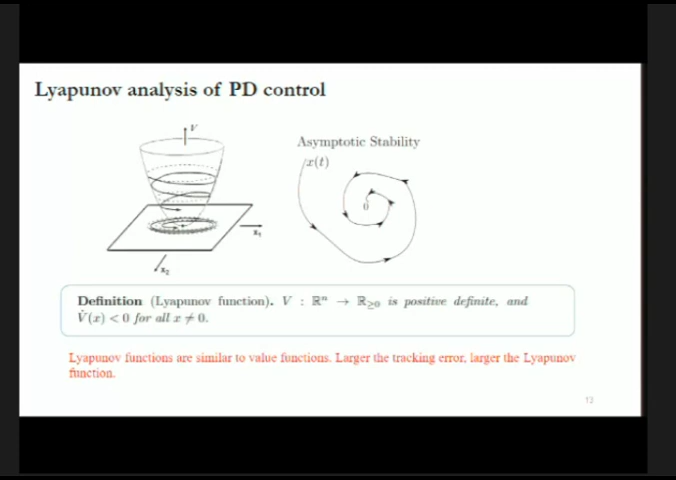 Lyapunov analysis of PD control
V
Asymptotic Stability
x(t)
0
x₁
x₂
Definition (Lyapunov function). V : ℝⁿ → ℝ≥0 is positive definite, and
V̇(x) < 0 for all x ≠ 0.
Lyapunov functions are similar to value functions. Larger the tracking error, larger the Lyapunov
function.
13